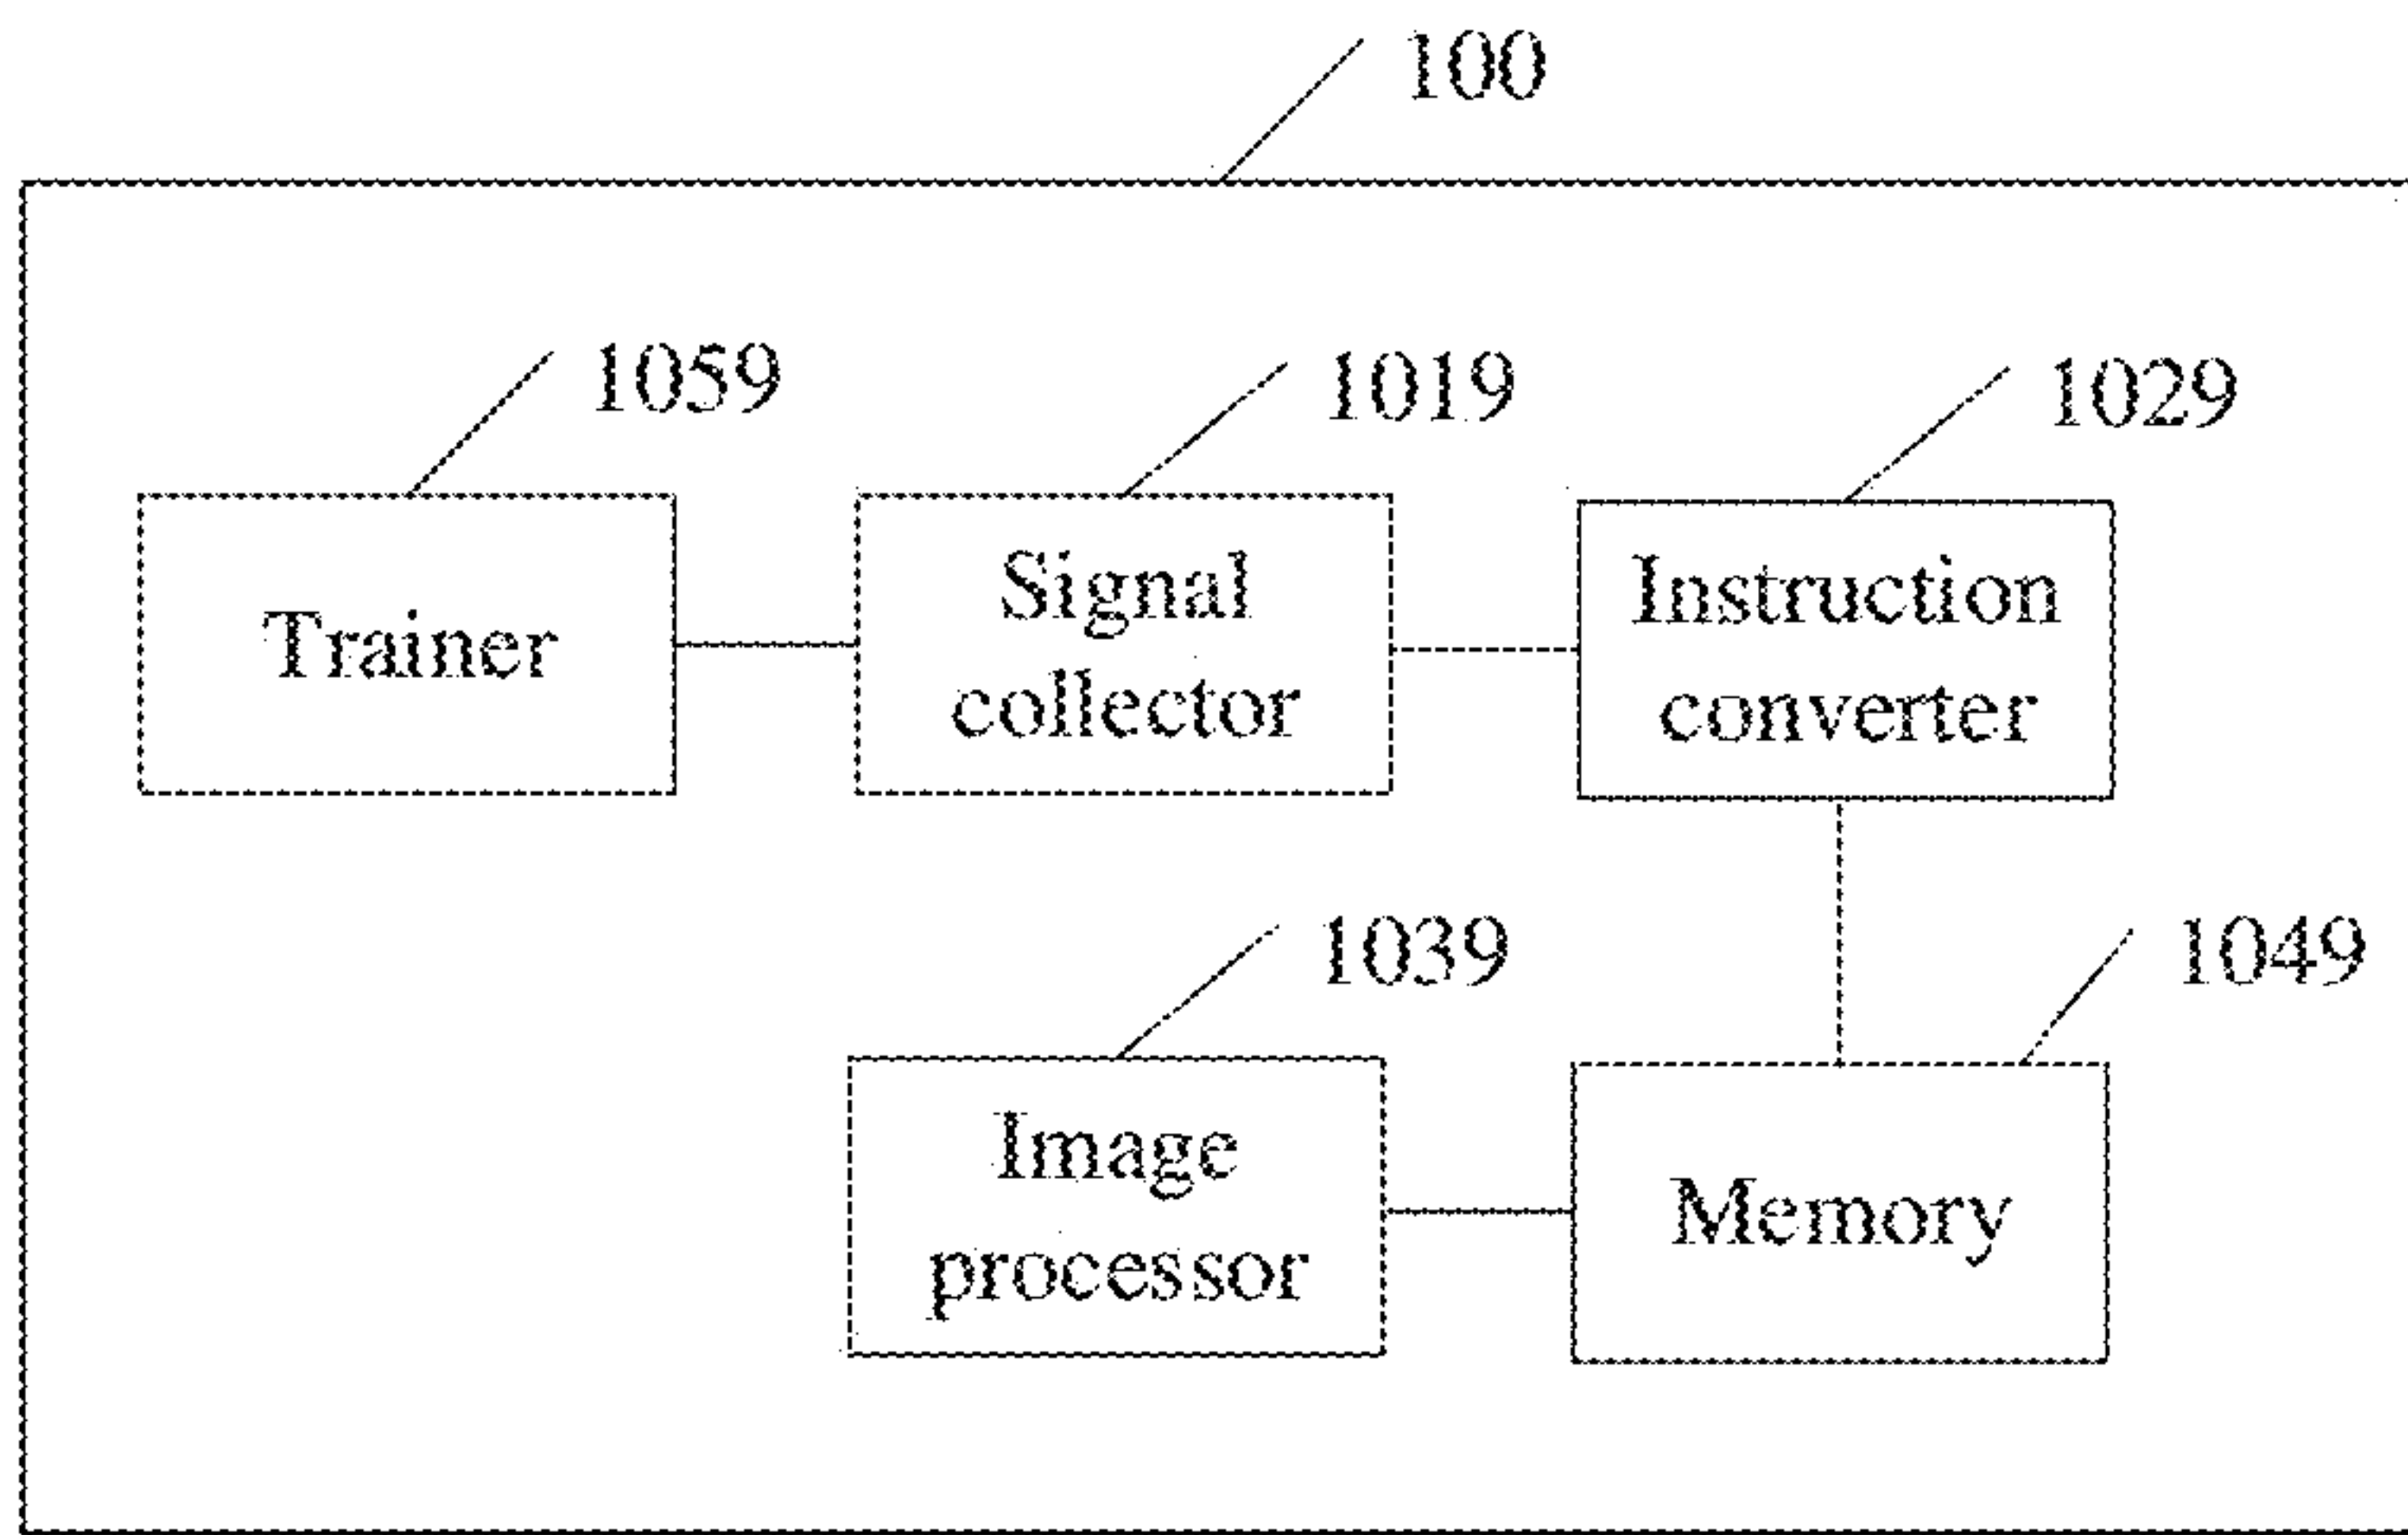 100
1059
1019
1029
Trainer
Signal
collector
Instruction
converter
1039
1049
Image
processor
Memory